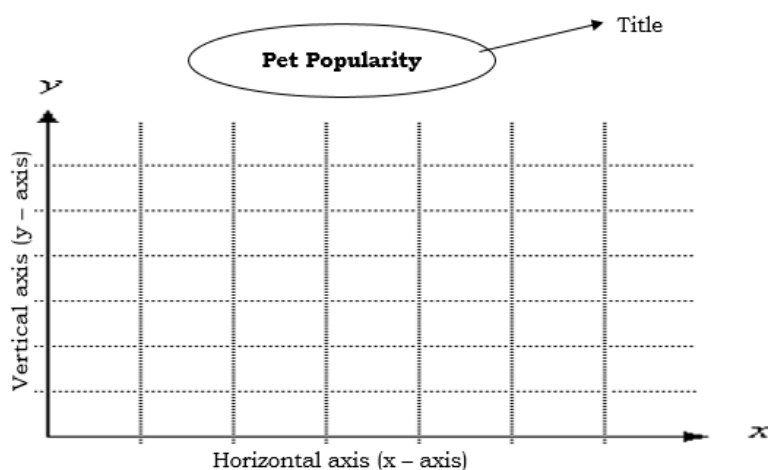 Title
Pet Popularity
y
Vertical axis (y – axis)
x
Horizontal axis (x – axis)